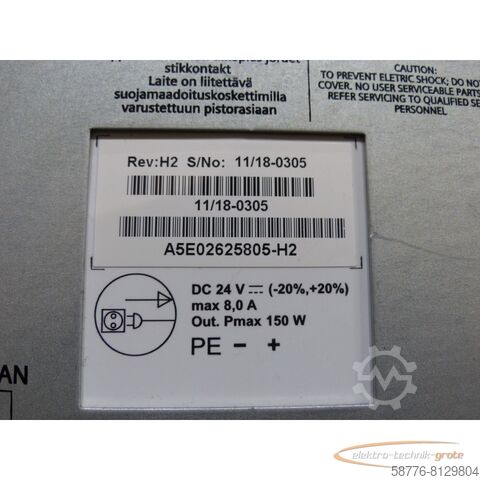 stikkontakt
Laite on liitettävä
suojamaadoituskoskettimilla
varustettuun pistorasiaan
CAUTION:
TO PREVENT ELETRIC SHOCK; DO NO
COVER. NO USER SERVICEABLE PARTS
REFER SERVICING TO QUALIFIED SE
PERSONNEL
Rev:H2 S/No: 11/18-0305
11/18-0305
A5E02625805-H2
DC 24 V ⎓ (-20%,+20%)
max 8,0 A
Out. Pmax 150 W
PE − +
AN
elektro-technik-grote
58776-8129804